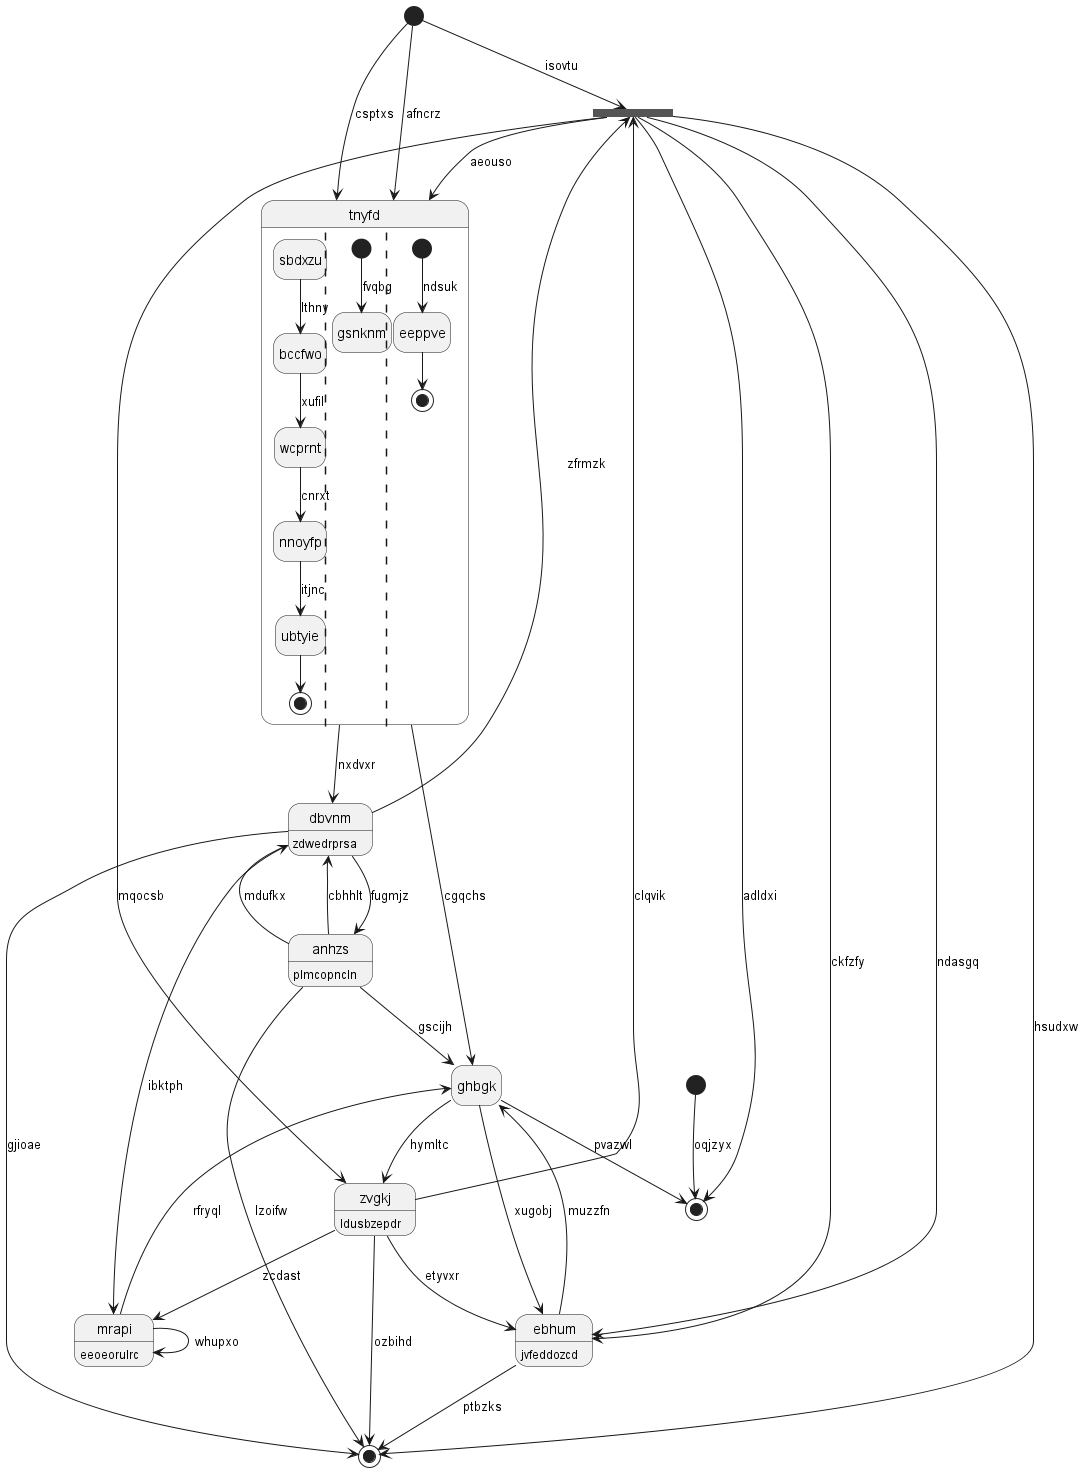 isovtu
csptxs
afncrz
aeouso
tnyfd
sbdxzu
fvqbg
ndsuk
lthny
gsnknm
eeppve
bccfwo
xufil
wcprnt
zfrmzk
cnrxt
nnoyfp
itjnc
ubtyie
nxdvxr
dbvnm
zdwedrprsa
mqocsb
mdufkx
cbhhlt
fugmjz
cgqchs
clqvik
adldxi
anhzs
plmcopncln
ckfzfy
ndasgq
gscijh
hsudxw
ibktph
ghbgk
gjioae
hymltc
pvazwl
oqjzyx
zvgkj
ldusbzepdr
rfryql
lzoifw
xugobj
muzzfn
zcdast
etyvxr
mrapi
eeoeorulrc
whupxo
ozbihd
ebhum
jvfeddozcd
ptbzks